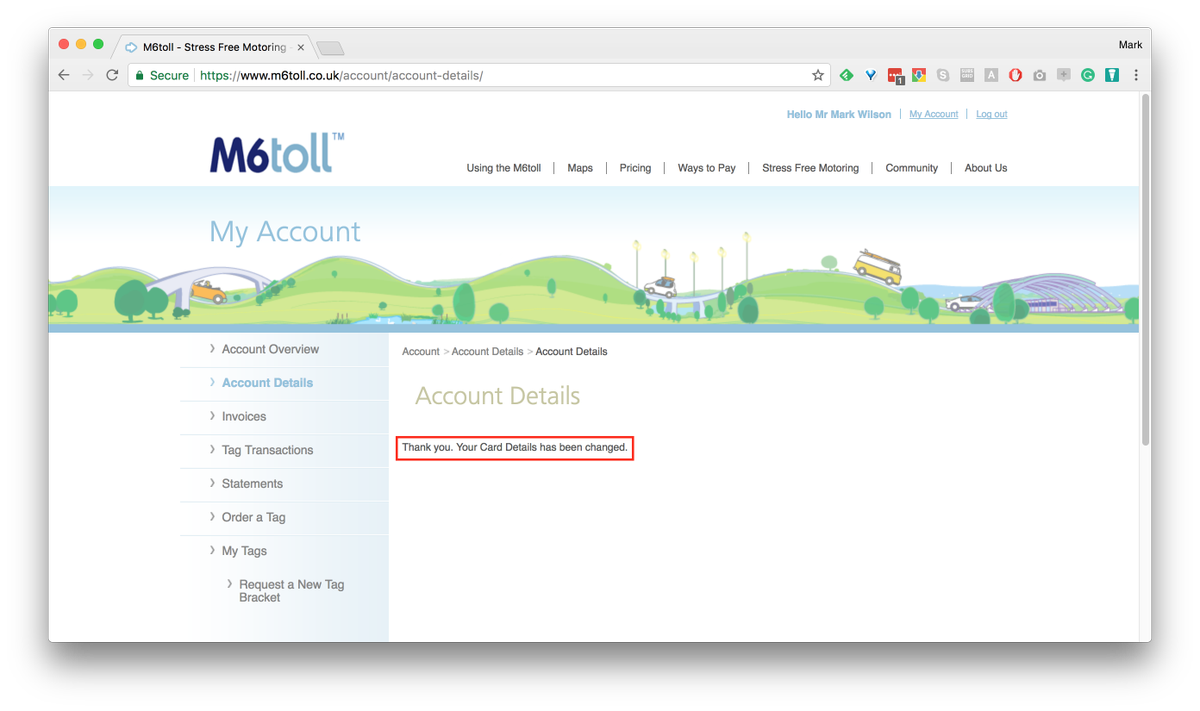 M6toll - Stress Free Motoring
Mark
Secure
https://www.m6toll.co.uk/account/account-details/
1
S
A
G
Hello Mr Mark Wilson | My Account | Log out
M6toll™
Using the M6toll | Maps | Pricing | Ways to Pay | Stress Free Motoring | Community | About Us
My Account
Account Overview
Account > Account Details > Account Details
Account Details
Account Details
Invoices
Thank you. Your Card Details has been changed.
Tag Transactions
Statements
Order a Tag
My Tags
Request a New Tag
Bracket